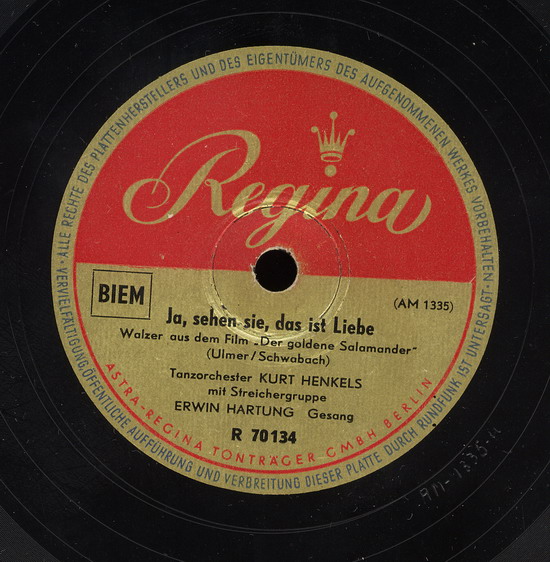 ALLE RECHTE DES PLATTENHERSTELLERS UND DES EIGENTÜMERS DES AUFGENOMMENEN WERKES VORBEHALTEN ·
Regina
BIEM
(AM 1335)
Ja, sehen sie, das ist Liebe
Walzer aus dem Film „Der goldene Salamander“
(Ulmer/Schwabach)
Tanzorchester KURT HENKELS
mit Streichergruppe
ERWIN HARTUNG Gesang
R 70134
ASTRA-REGINA TONTRÄGER GMBH BERLIN
VERVIELFÄLTIGUNG, ÖFFENTLICHE AUFFÜHRUNG UND VERBREITUNG DIESER PLATTE DURCH RUNDFUNK IST UNTERSAGT ·